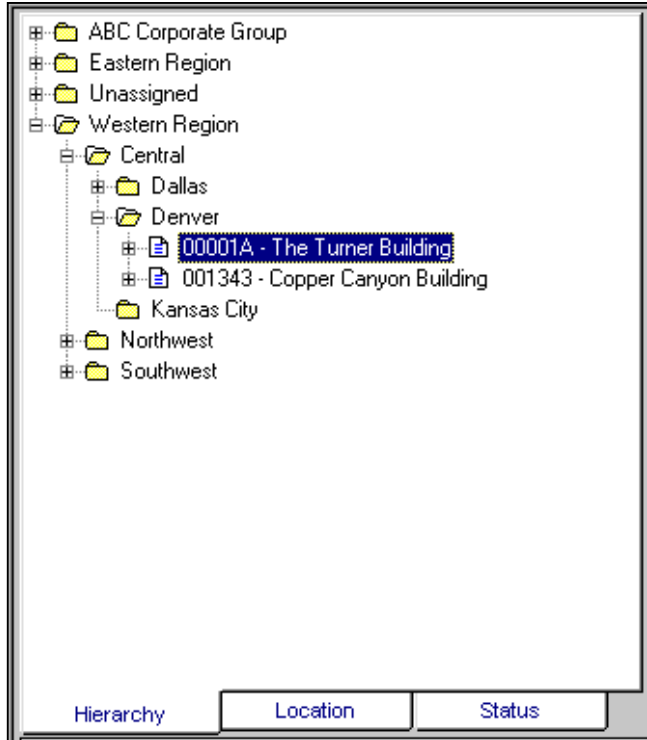 ABC Corporate Group
Eastern Region
Unassigned
Western Region
Central
Dallas
Denver
00001A - The Turner Building
001343 - Copper Canyon Building
Kansas City
Northwest
Southwest
Hierarchy Location Status